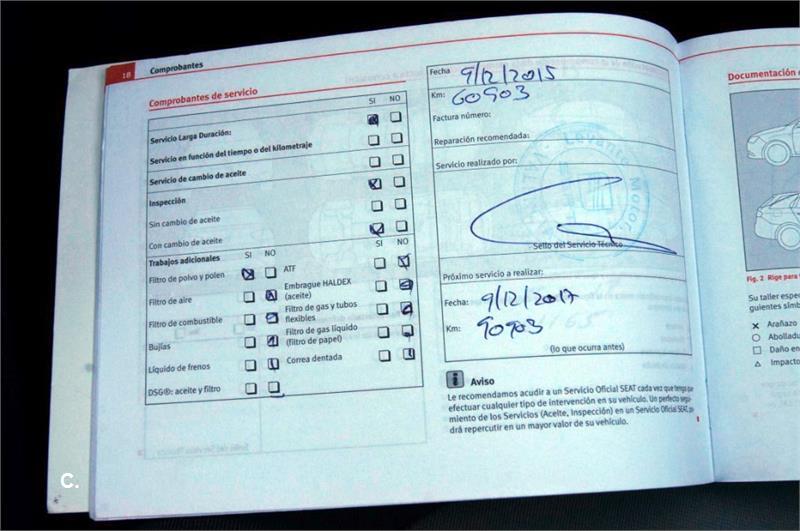 18 Comprobantes
Comprobantes de servicio
SI NO
Servicio Larga Duración:
Servicio en función del tiempo o del kilometraje
Servicio de cambio de aceite
Inspección
Sin cambio de aceite
Con cambio de aceite
Trabajos adicionales SI NO SI NO
Filtro de polvo y polen
Filtro de aire
Filtro de combustible
Bujías
Líquido de frenos
DSG®: aceite y filtro
ATF
Embrague HALDEX
(aceite)
Filtro de gas y tubos
flexibles
Filtro de gas líquido
(filtro de papel)
Correa dentada
Fecha 9/12/2015
Km: 60903
Factura número:
Reparación recomendada:
Servicio realizado por:
Levante Motor
Sello del Servicio Técnico
Próximo servicio a realizar:
Fecha: 9/12/2017
Km: 90903
(lo que ocurra antes)
i Aviso
Le recomendamos acudir a un Servicio Oficial SEAT cada vez que tenga que
efectuar cualquier tipo de intervención en su vehículo. Un perfecto segui-
miento de los Servicios (Aceite, Inspección) en un Servicio Oficial SEAT, po-
drá repercutir en un mayor valor de su vehículo.
Documentación
Fig. 2 Rige para
Su taller espe
guientes símb
Arañazo
Abolladu
Daño en
Impacto
C.